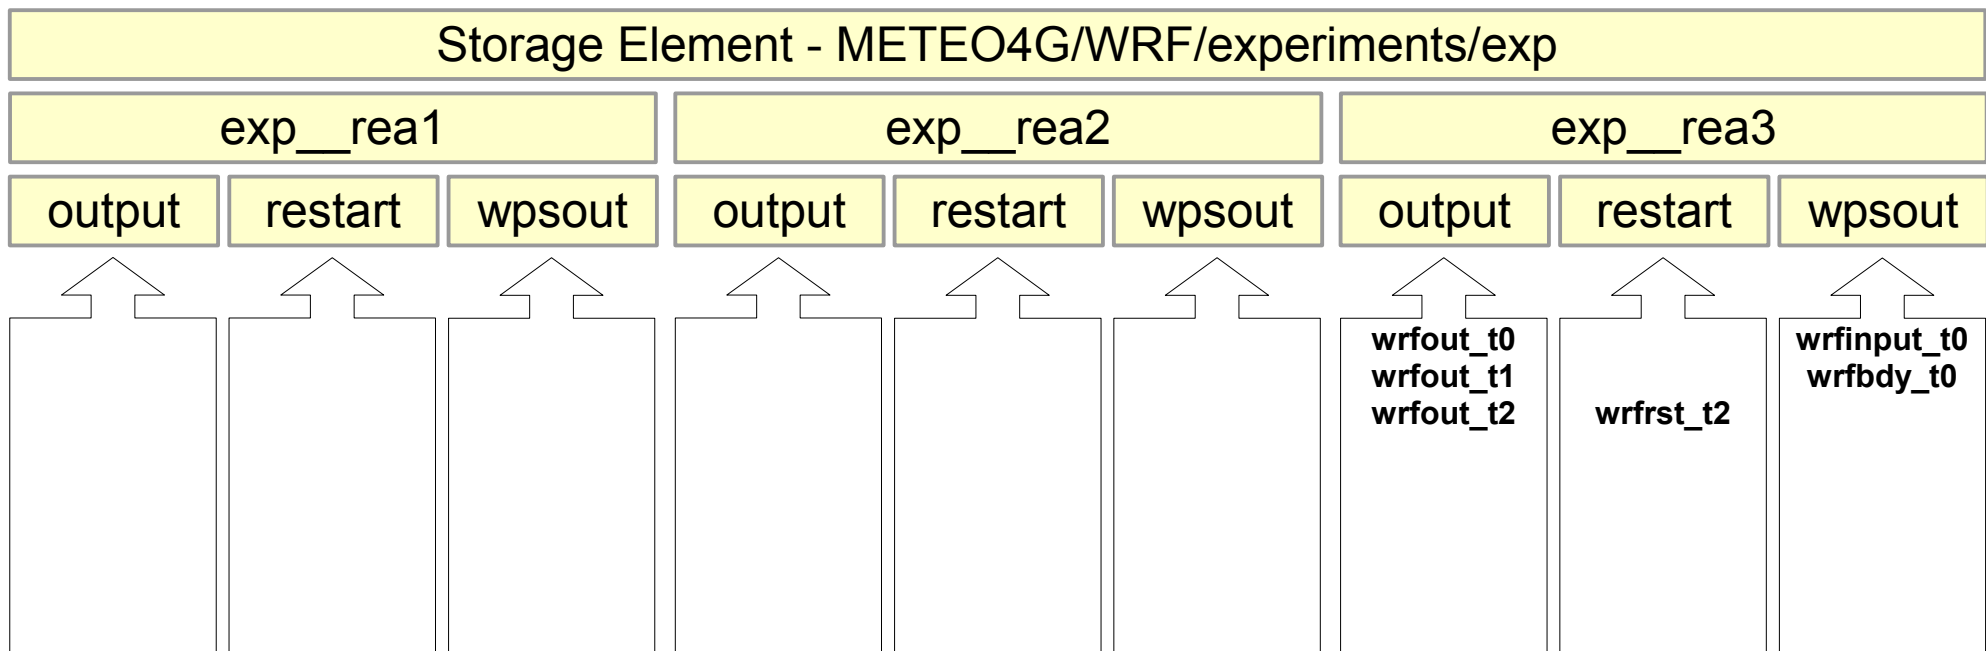 Storage Element - METEO4G/WRF/experiments/exp
exp__rea1 exp__rea2 exp__rea3
output restart wpsout output restart wpsout output restart wpsout
wrfout_t0 wrfinput_t0
wrfout_t1 wrfbdy_t0
wrfout_t2 wrfrst_t2